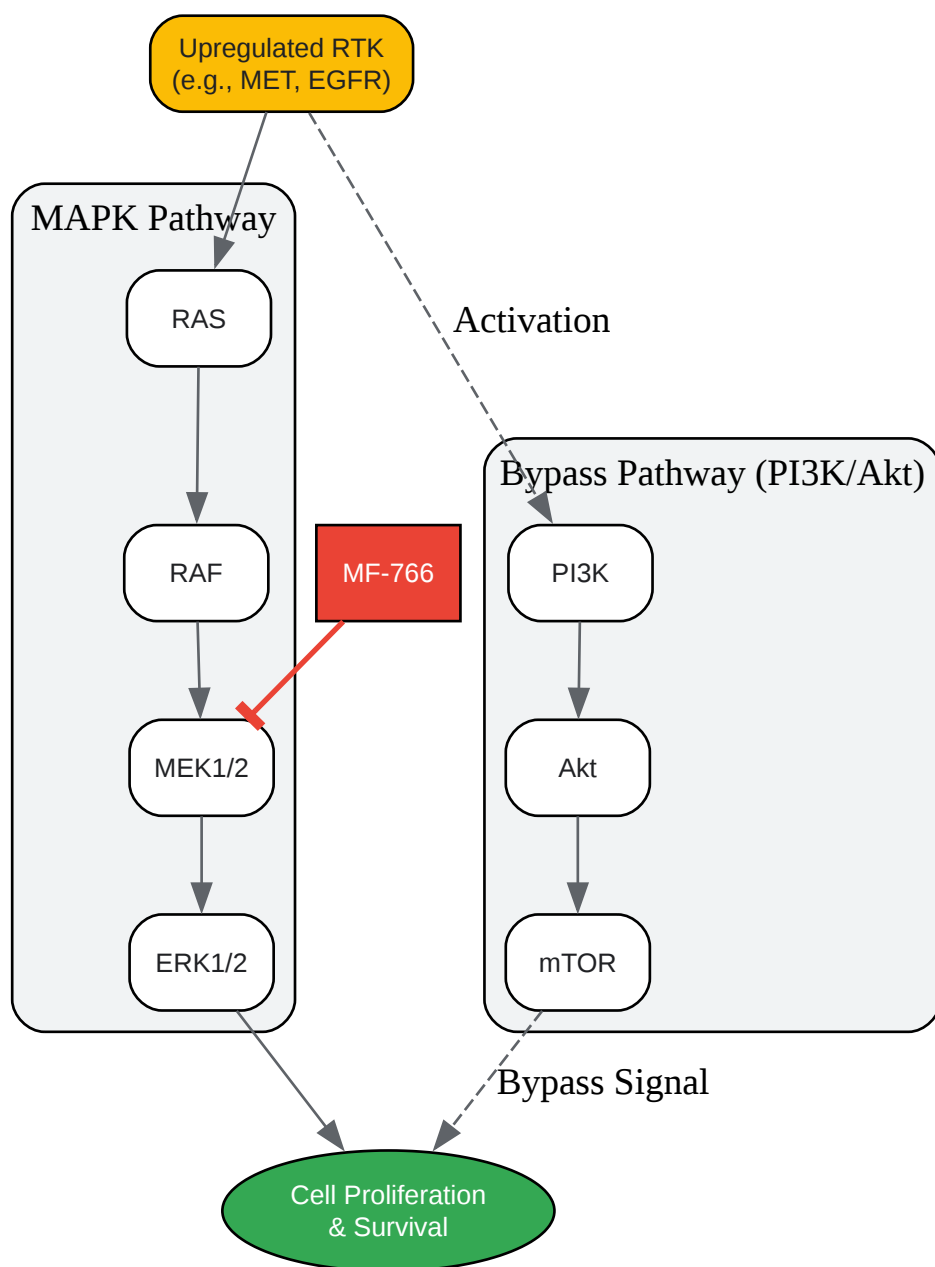 Upregulated RTK
(e.g., MET, EGFR)
MAPK Pathway
RAS
Activation
Bypass Pathway (PI3K/Akt)
RAF
MF-766
PI3K
MEK1/2
Akt
ERK1/2
mTOR
Bypass Signal
Cell Proliferation
& Survival